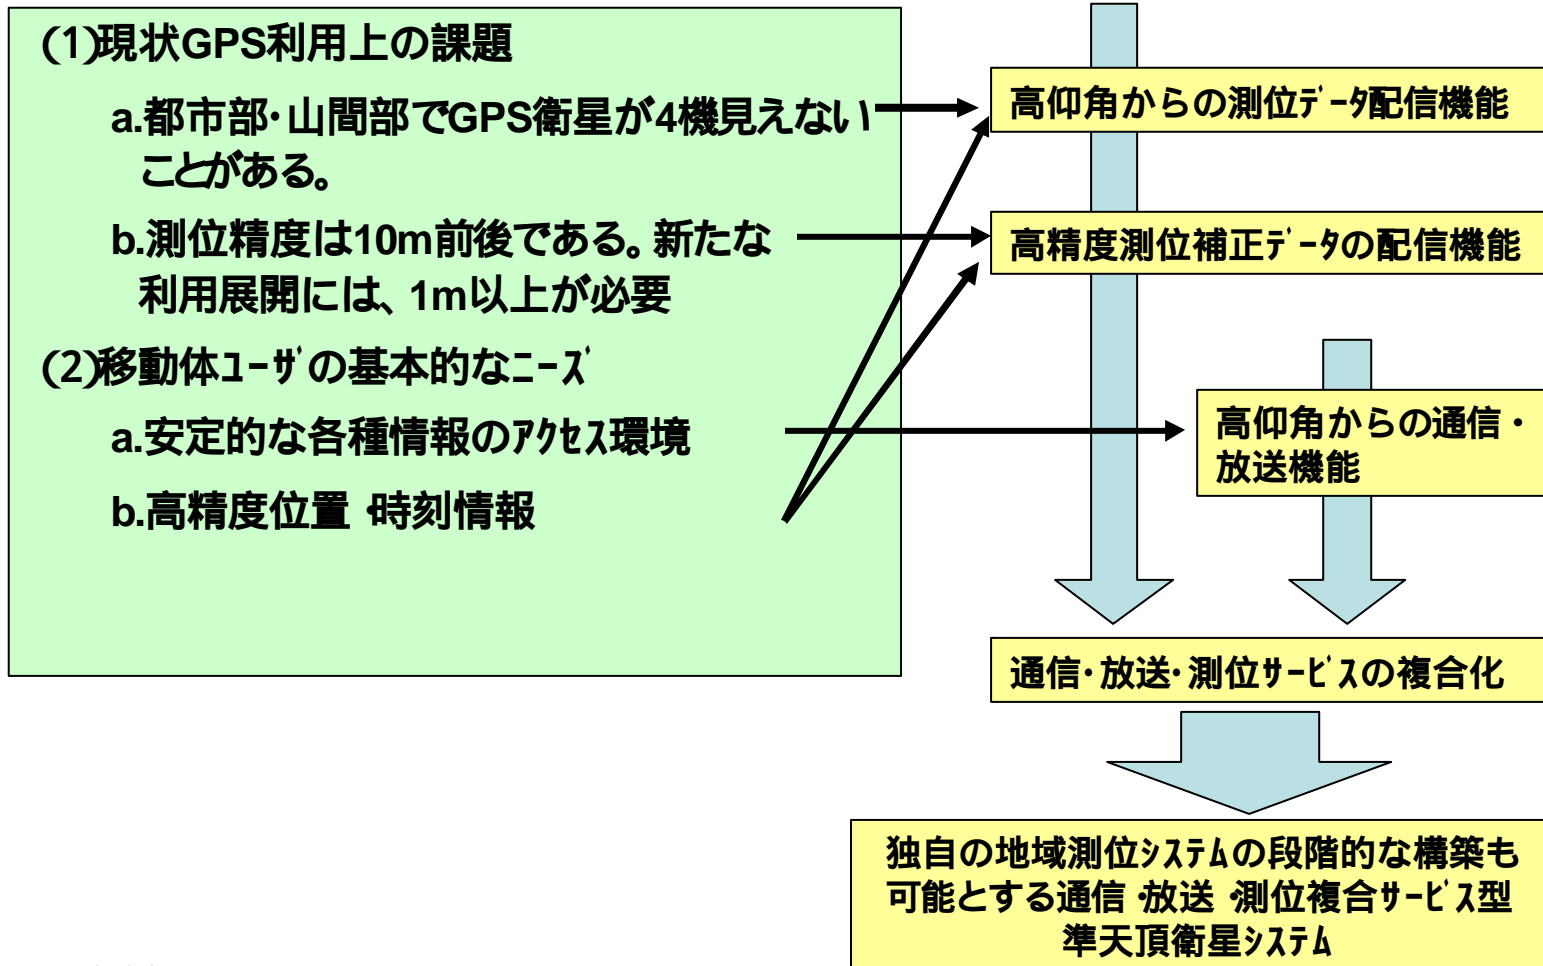 (1)現状GPS利用上の課題
a.都市部・山間部でGPS衛星が4機見えない
ことがある。
b.測位精度は10m前後である。新たな
利用展開には、1m以上が必要
(2)移動体ﾕｰｻﾞの基本的なﾆｰｽﾞ
a.安定的な各種情報のｱｸｾｽ環境
b.高精度位置・時刻情報
高仰角からの測位ﾃﾞｰﾀ配信機能
高精度測位補正ﾃﾞｰﾀの配信機能
高仰角からの通信・
放送機能
通信・放送・測位ｻｰﾋﾞｽの複合化
独自の地域測位ｼｽﾃﾑの段階的な構築も
可能とする通信・放送・測位複合ｻｰﾋﾞｽ型
準天頂衛星ｼｽﾃﾑ